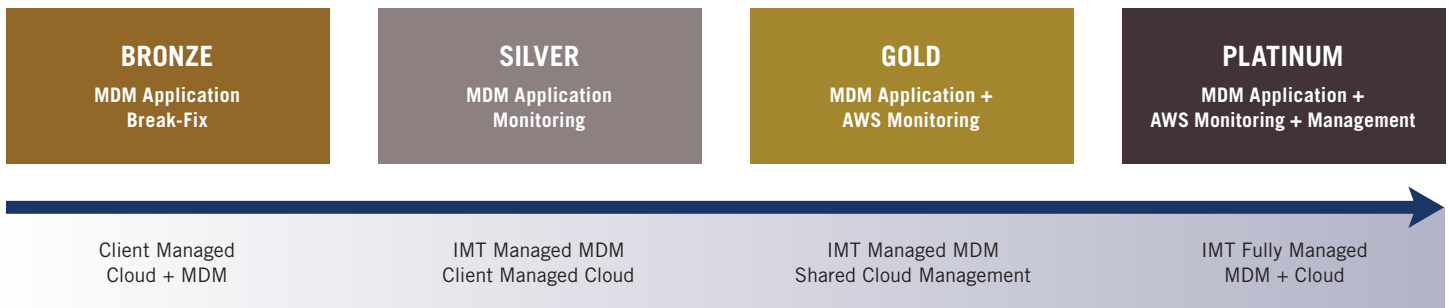 BRONZE
MDM Application
Break-Fix
SILVER
MDM Application
Monitoring
GOLD
MDM Application +
AWS Monitoring
PLATINUM
MDM Application +
AWS Monitoring + Management
Client Managed
Cloud + MDM
IMT Managed MDM
Client Managed Cloud
IMT Managed MDM
Shared Cloud Management
IMT Fully Managed
MDM + Cloud